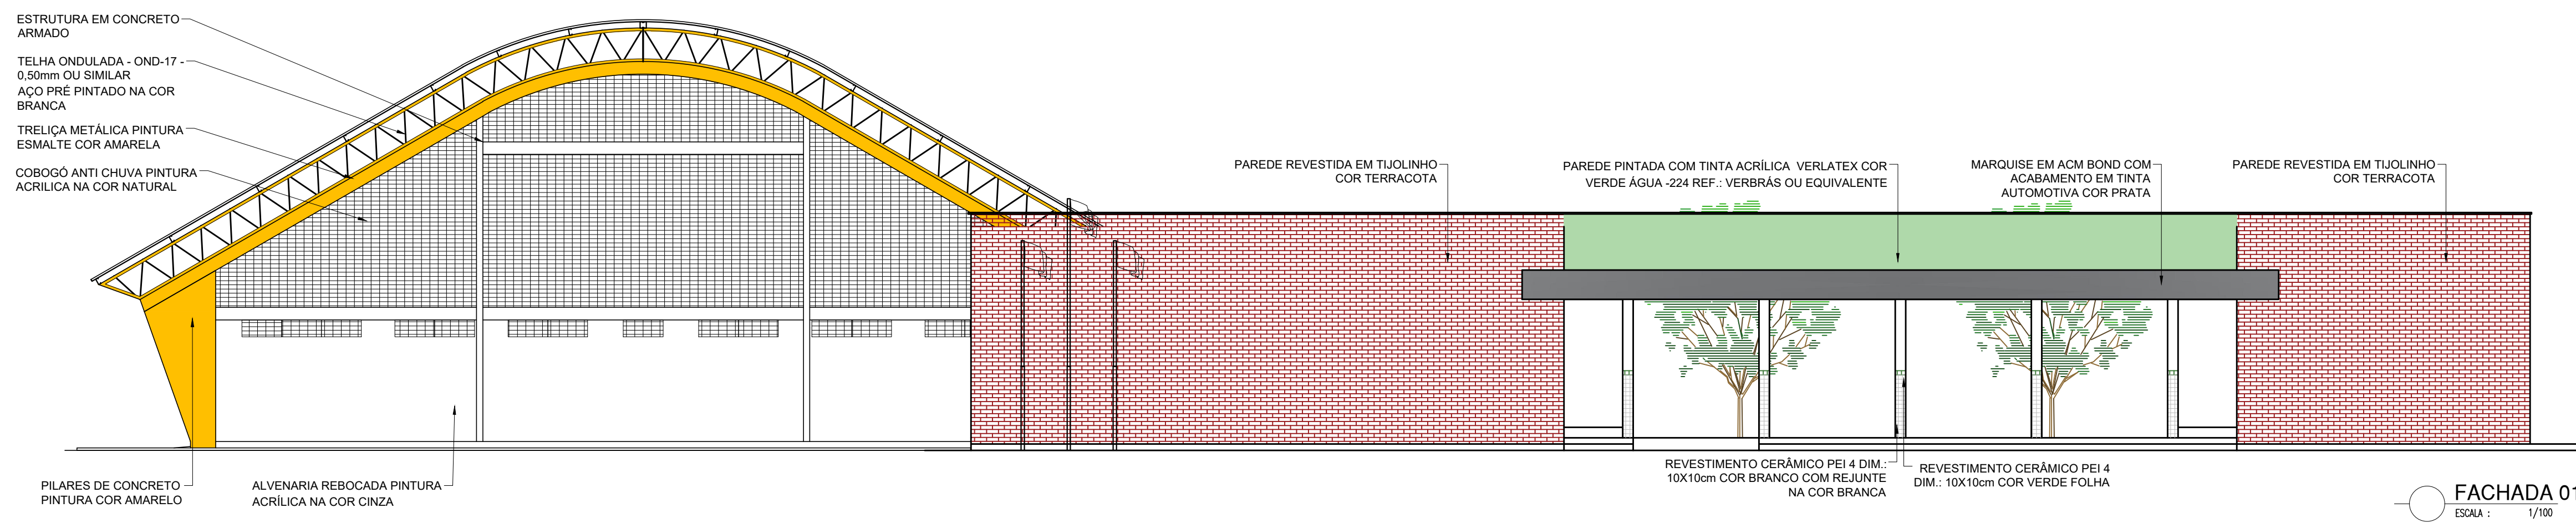 ESTRUTURA EM CONCRETO
ARMADO
TELHA ONDULADA - OND-17 -
0,50mm OU SIMILAR
AÇO PRÉ PINTADO NA COR
BRANCA
TRELIÇA METÁLICA PINTURA
ESMALTE COR AMARELA
COBOGÓ ANTI CHUVA PINTURA
ACRILICA NA COR NATURAL
PILARES DE CONCRETO
PINTURA COR AMARELO
ALVENARIA REBOCADA PINTURA
ACRÍLICA NA COR CINZA
PAREDE REVESTIDA EM TIJOLINHO
COR TERRACOTA
PAREDE PINTADA COM TINTA ACRÍLICA VERLATEX COR
VERDE ÁGUA -224 REF.: VERBRÁS OU EQUIVALENTE
MARQUISE EM ACM BOND COM
ACABAMENTO EM TINTA
AUTOMOTIVA COR PRATA
PAREDE REVESTIDA EM TIJOLINHO
COR TERRACOTA
REVESTIMENTO CERÂMICO PEI 4 DIM.:
10X10cm COR BRANCO COM REJUNTE
NA COR BRANCA
REVESTIMENTO CERÂMICO PEI 4
DIM.: 10X10cm COR VERDE FOLHA
FACHADA 01
ESCALA : 1/100